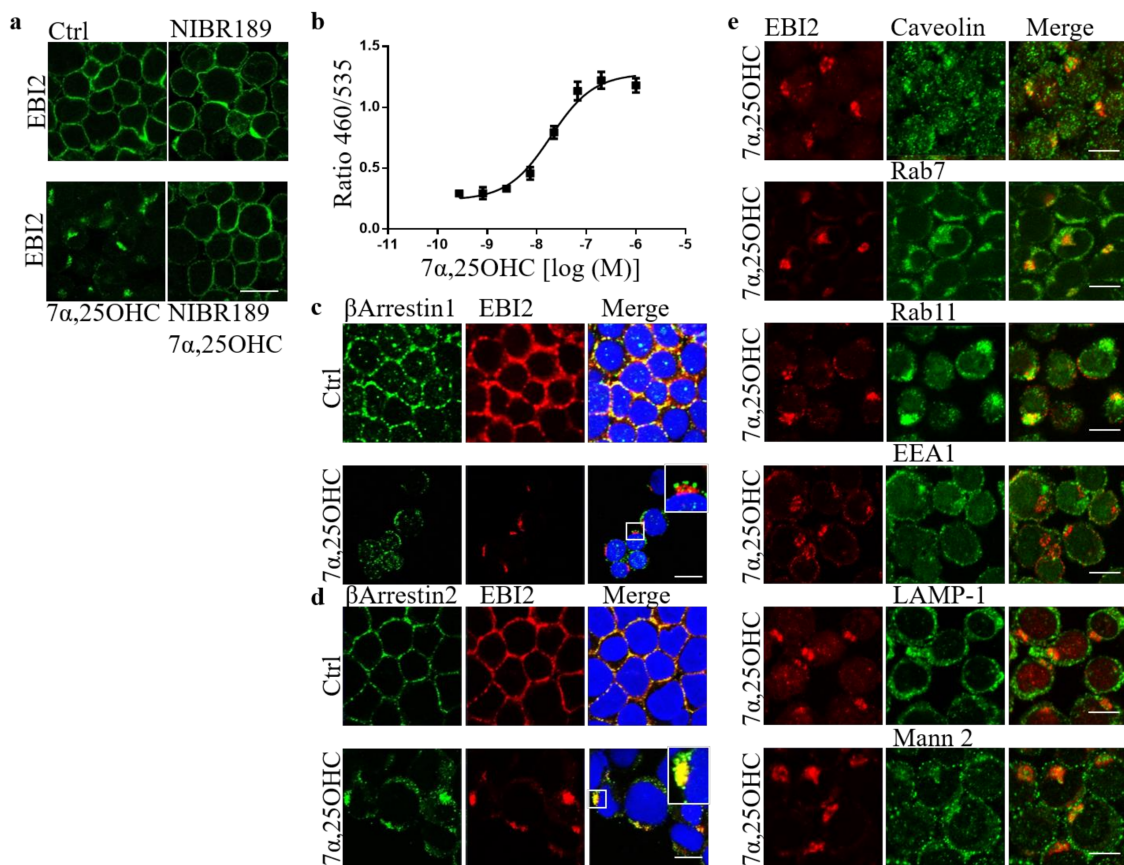 a
Ctrl
NIBR189
EBI2
EBI2
7α,25OHC
NIBR189
7α,25OHC
b
Ratio 460/535
1.5
1.0
0.5
0.0
-11
-10
-9
-8
-7
-6
-5
7α,25OHC [log (M)]
c
βArrestin1
EBI2
Merge
Ctrl
7α,25OHC
d
βArrestin2
EBI2
Merge
Ctrl
7α,25OHC
e
EBI2
Caveolin
Merge
7α,25OHC
Rab7
7α,25OHC
Rab11
7α,25OHC
EEA1
7α,25OHC
LAMP-1
7α,25OHC
Mann 2
7α,25OHC